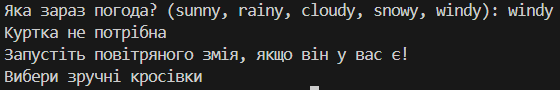 Яка зараз погода? (sunny, rainy, cloudy, snowy, windy): windy
Куртка не потрібна
Запустіть повітряного змія, якщо він у вас є!
Вибери зручні кросівки